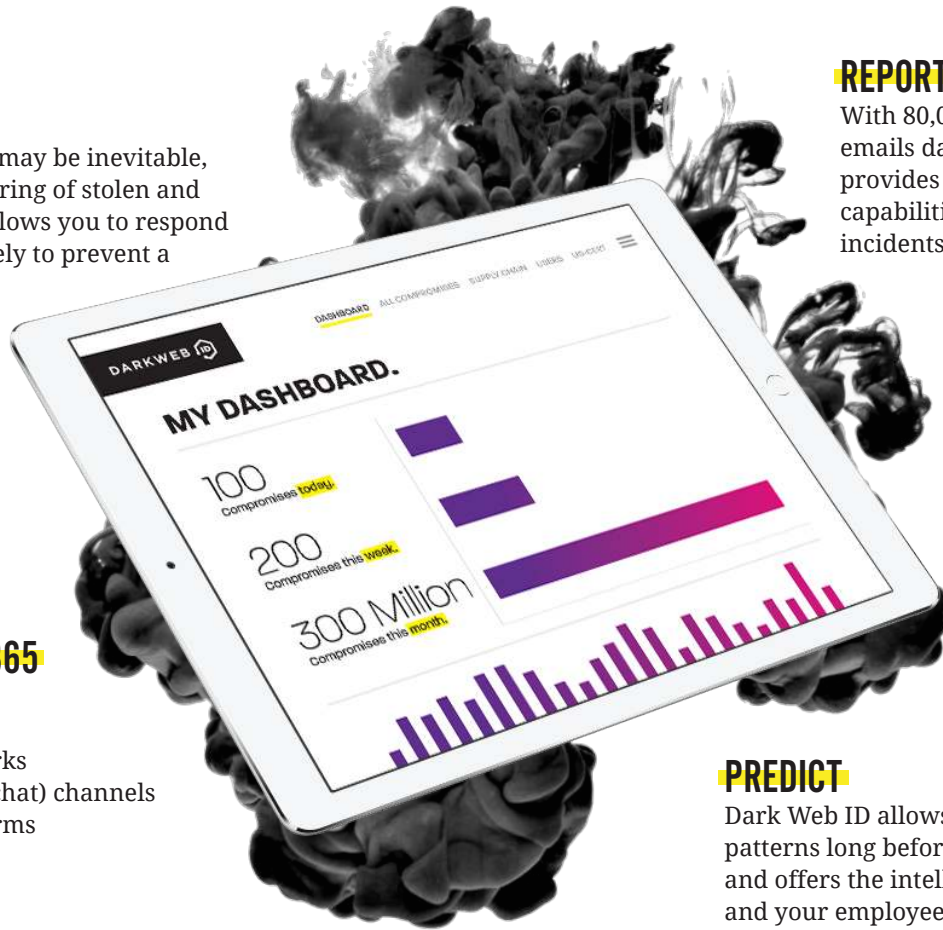 may be inevitable,
ring of stolen and
lows you to respond
ely to prevent a
REPORT
With 80,0
emails da
provides
capabiliti
incidents
DASHBOARD ALL COMPROMISES SUPPLY CHAIN USERS US-CERT
DARKWEB ID
MY DASHBOARD.
100
Compromises today.
200
Compromises this week.
300 Million
Compromises this month.
65
rks
hat) channels
rms
PREDICT
Dark Web ID allows
patterns long befor
and offers the intell
and your employee